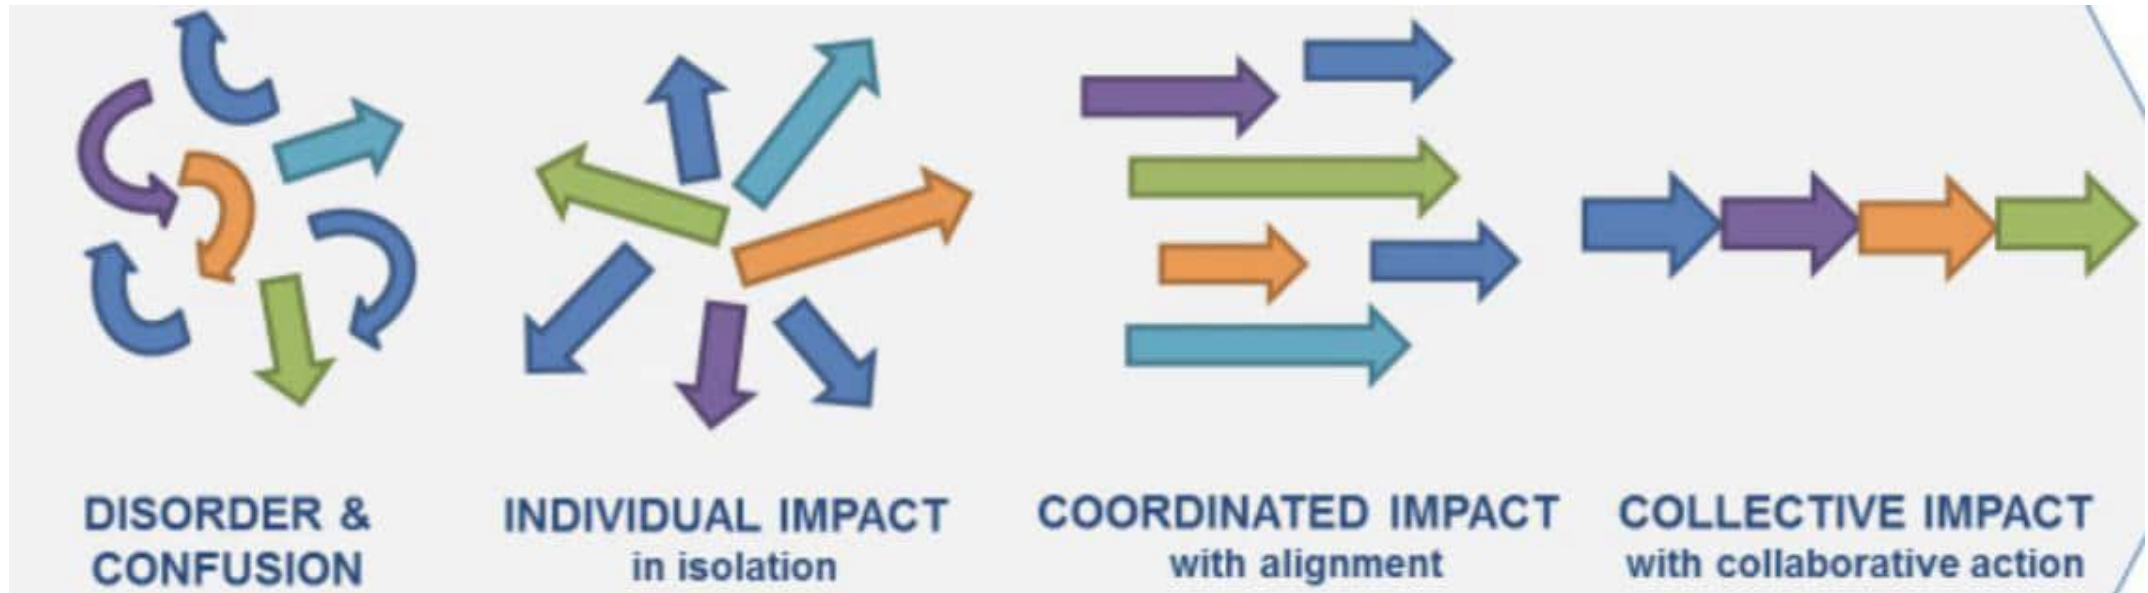 DISORDER &
CONFUSION
INDIVIDUAL IMPACT
in isolation
COORDINATED IMPACT
with alignment
COLLECTIVE IMPACT
with collaborative action